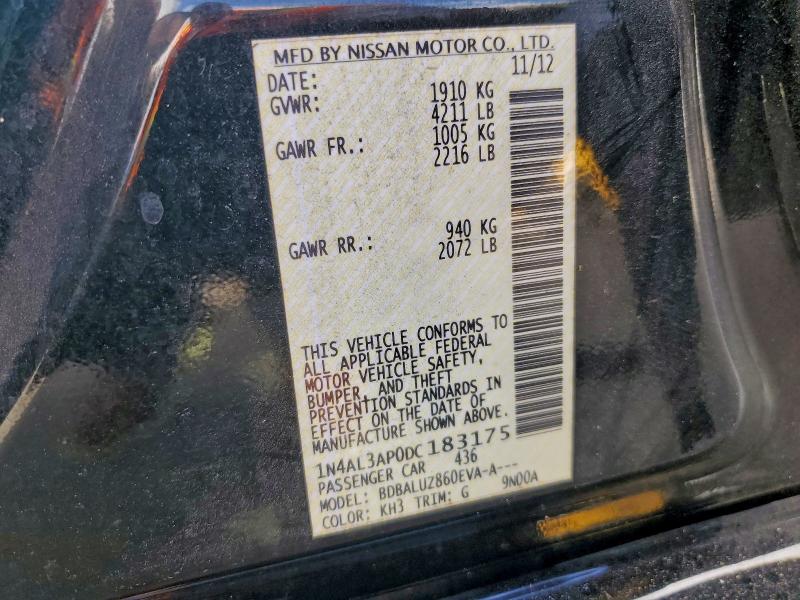 MFD BY NISSAN MOTOR CO., LTD.
DATE: 11/12
GVWR: 1910 KG
4211 LB
GAWR FR.: 1005 KG
2216 LB
GAWR RR.: 940 KG
2072 LB
THIS VEHICLE CONFORMS TO
ALL APPLICABLE FEDERAL
MOTOR VEHICLE SAFETY,
BUMPER, AND THEFT
PREVENTION STANDARDS IN
EFFECT ON THE DATE OF
MANUFACTURE SHOWN ABOVE.
1N4AL3AP0DC 183175
PASSENGER CAR 436
MODEL: BDBALUZ860EVA-A---
COLOR: KH3 TRIM: G 9N00A